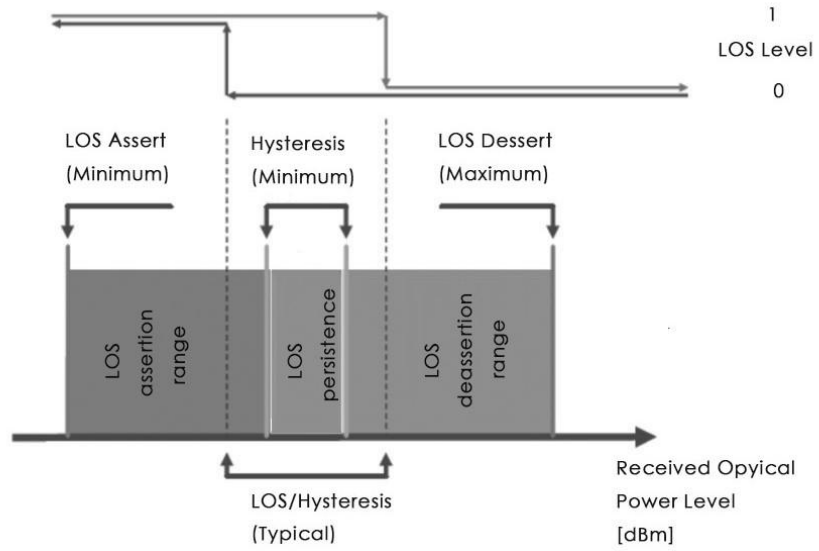 1
LOS Level
0
LOS Assert
(Minimum)
Hysteresis
(Minimum)
LOS Dessert
(Maximum)
LOS
assertion
range
LOS
persistence
LOS
deassertion
range
LOS/Hysteresis
(Typical)
Received Opyical
Power Level
[dBm]